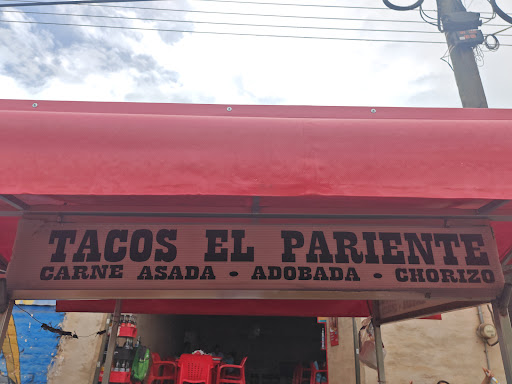 TACOS EL PARIENTE
CARNE ASADA • ADOBADA • CHORIZO